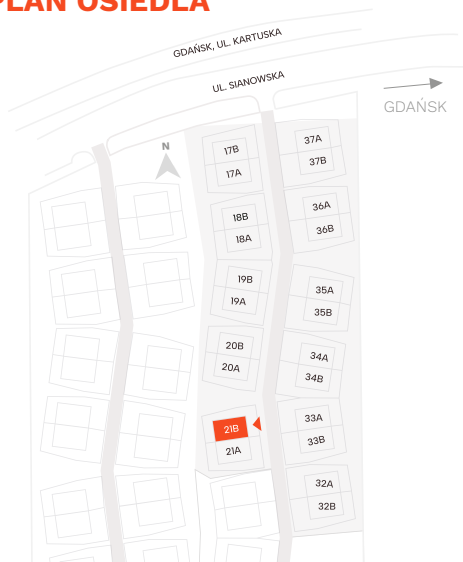 PLAN OSIEDLA
GDAŃSK, UL. KARTUSKA
UL. SIANOWSKA
GDAŃSK
N
17B
17A
18B
18A
19B
19A
20B
20A
21B
21A
37A
37B
36A
36B
35A
35B
34A
34B
33A
33B
32A
32B